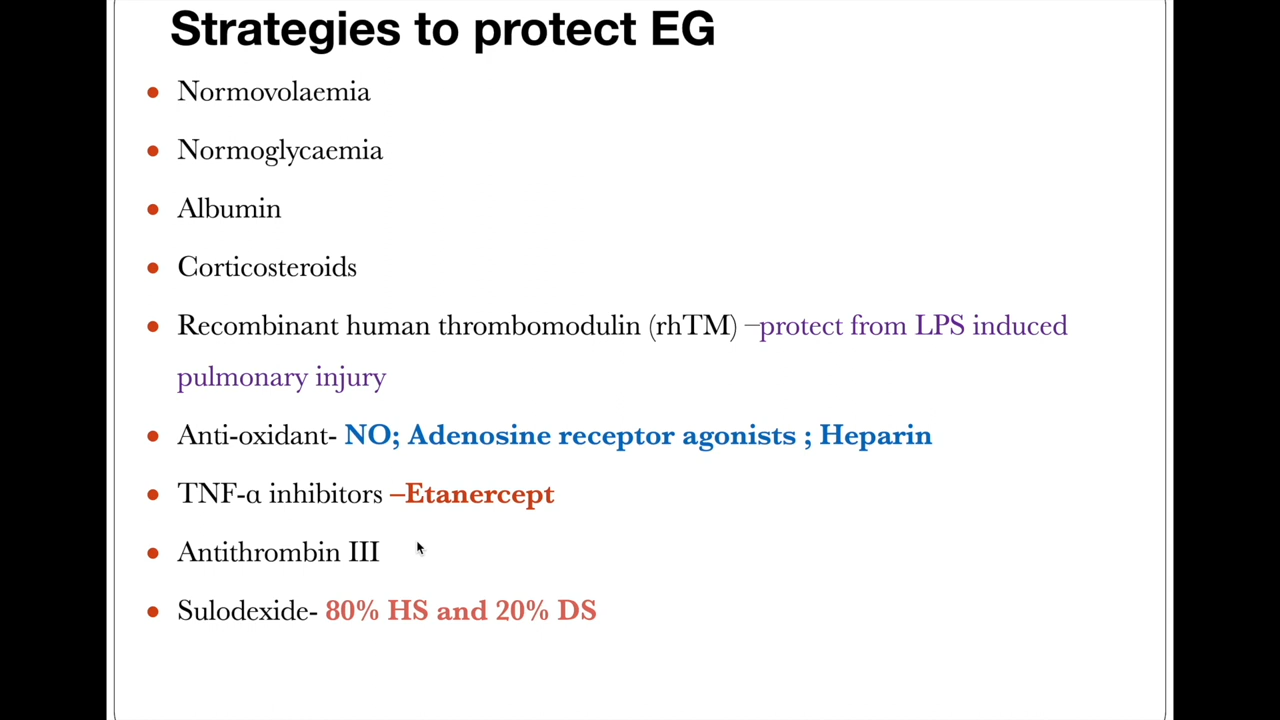 Strategies to protect EG
• Normovolaemia
• Normoglycaemia
• Albumin
• Corticosteroids
• Recombinant human thrombomodulin (rhTM) –protect from LPS induced
pulmonary injury
• Anti-oxidant- NO; Adenosine receptor agonists ; Heparin
• TNF-α inhibitors –Etanercept
• Antithrombin III
• Sulodexide- 80% HS and 20% DS